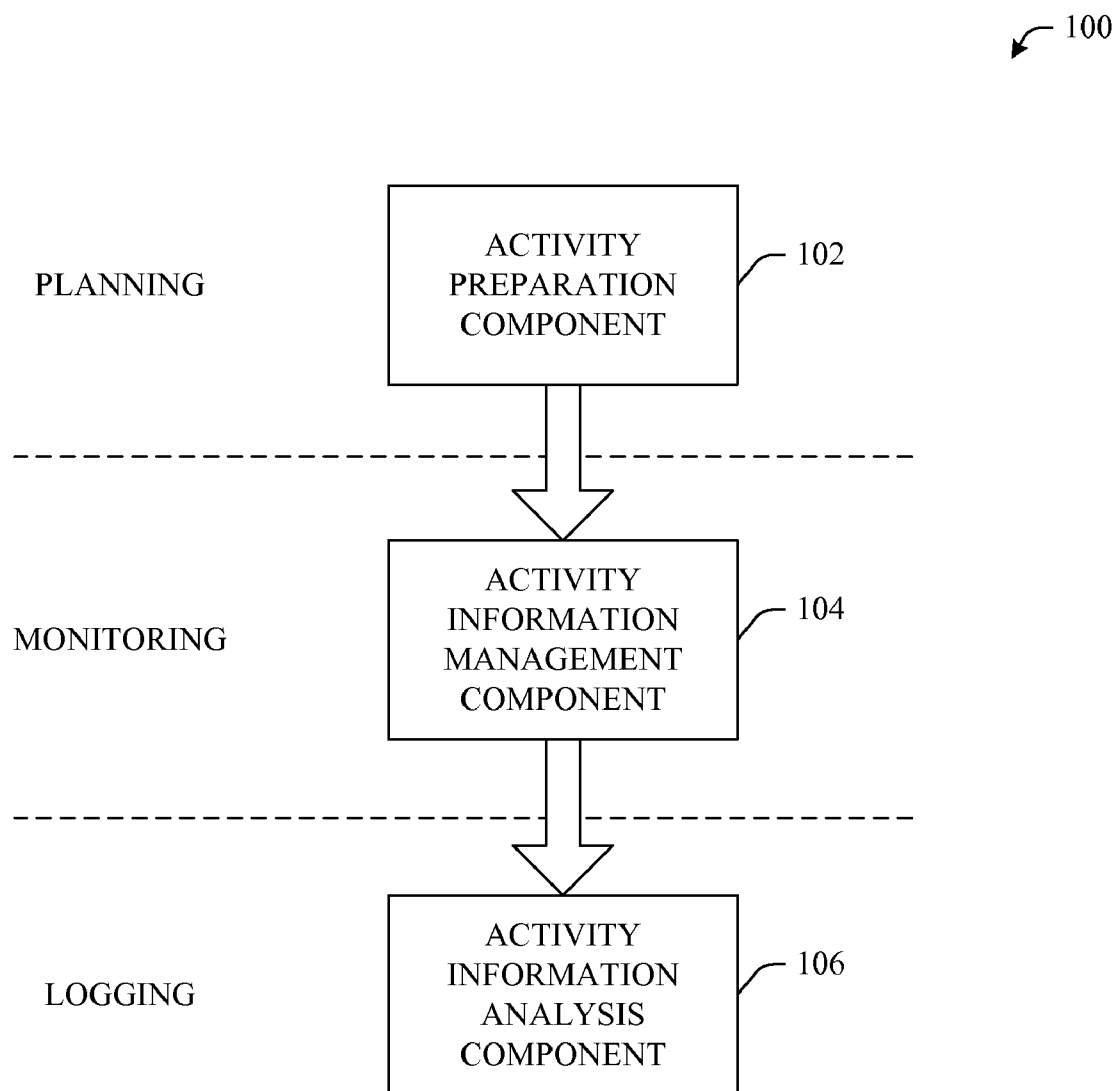 100
ACTIVITY
PREPARATION
COMPONENT
102
PLANNING
ACTIVITY
INFORMATION
MANAGEMENT
COMPONENT
104
MONITORING
ACTIVITY
INFORMATION
ANALYSIS
COMPONENT
106
LOGGING